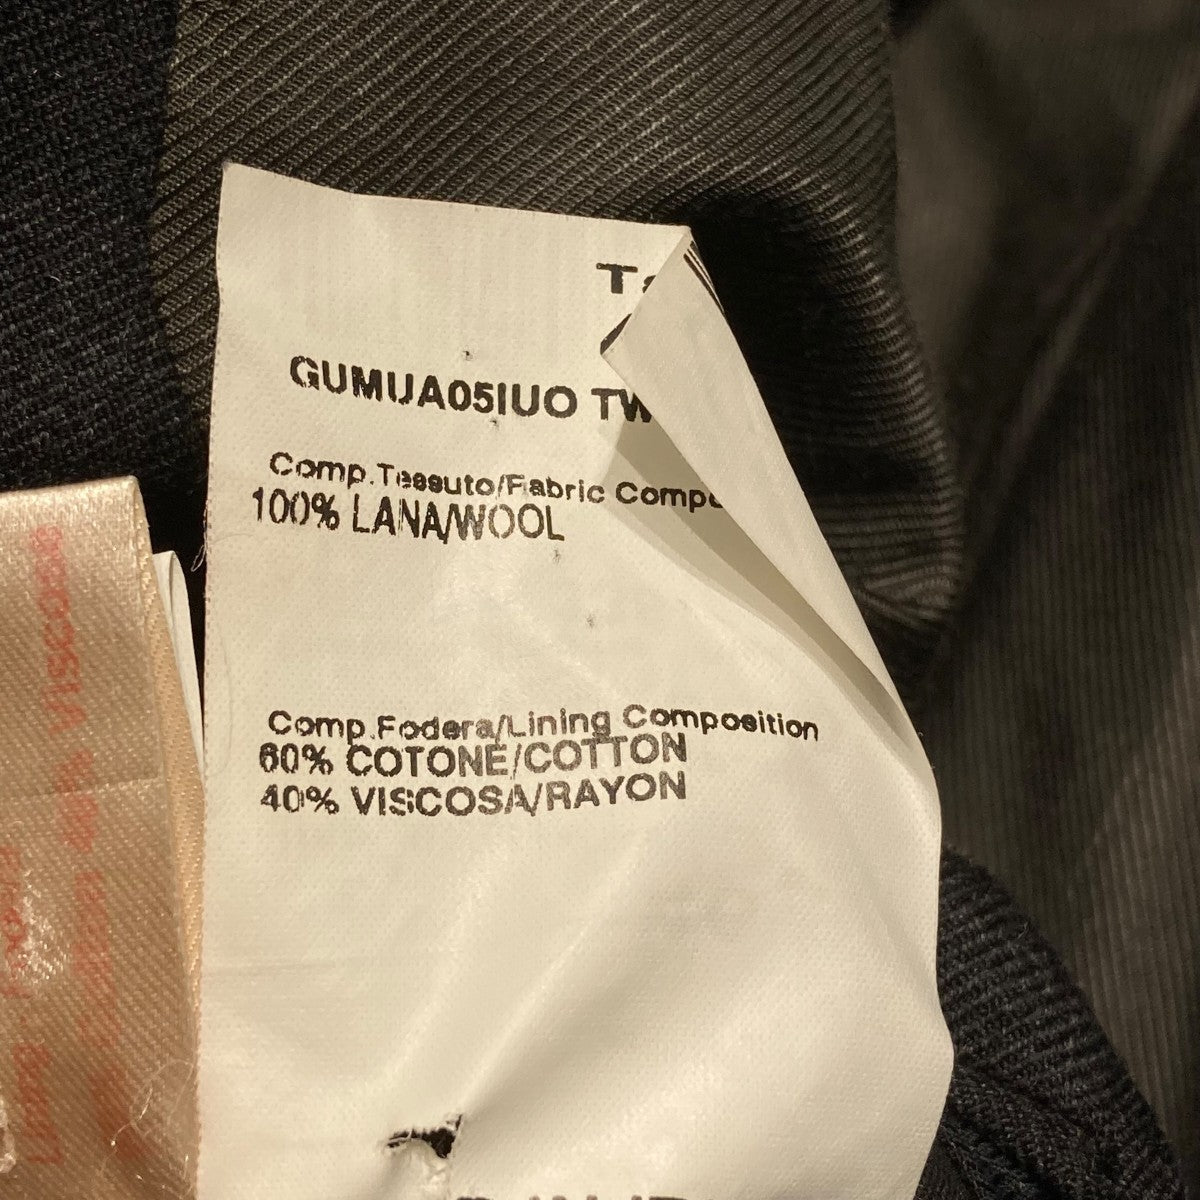 GUMUA05IUO TW
Comp.Tessuto/Fabric Compo
100% LANA/WOOL
Comp.Fodera/Lining Composition
60% COTONE/COTTON
40% VISCOSA/RAYON